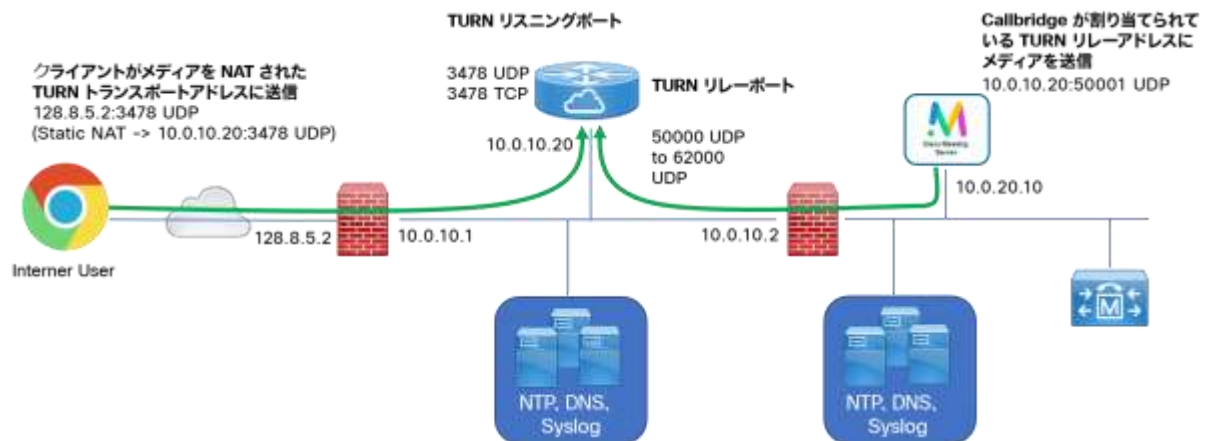 TURN リスニングポート
クライアントがメディアを NAT された
TURN トランスポートアドレスに送信
128.8.5.2:3478 UDP
(Static NAT -> 10.0.10.20:3478 UDP)
3478 UDP
3478 TCP
TURN リレーポート
Callbridge が割り当てられて
いる TURN リレーアドレスに
メディアを送信
10.0.10.20:50001 UDP
10.0.10.20
50000 UDP
to 62000
UDP
Cisco Meeting
Server
10.0.20.10
128.8.5.2
10.0.10.1
10.0.10.2
Interner User
M
NTP, DNS,
Syslog
NTP, DNS,
Syslog